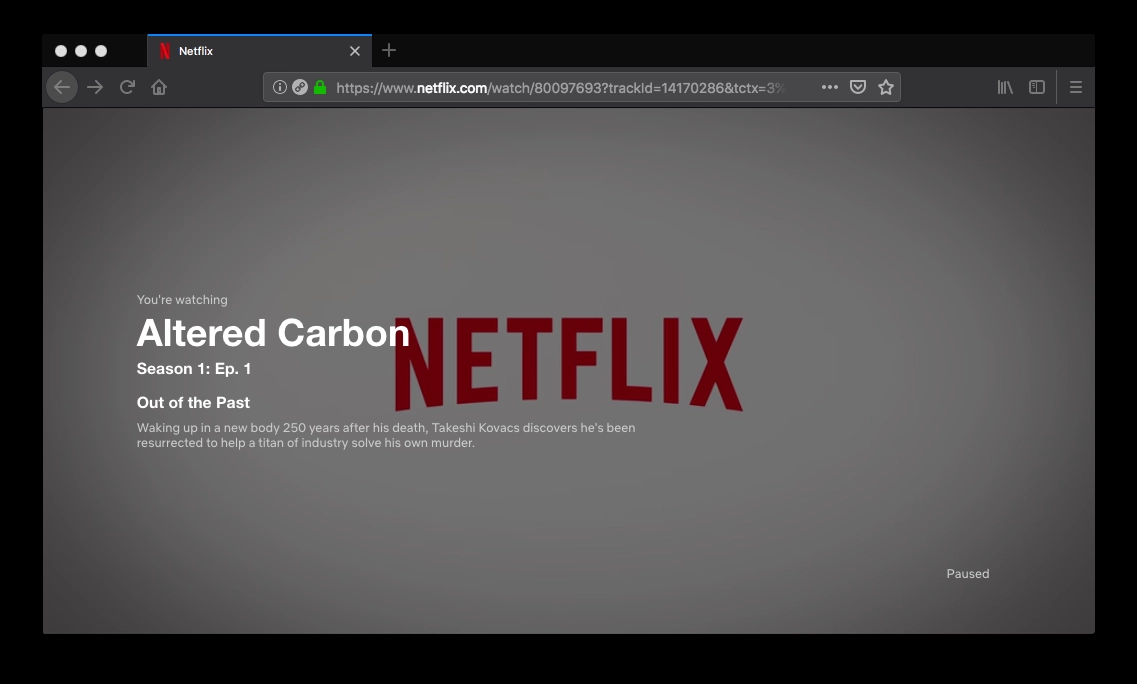 Netflix
https://www.netflix.com/watch/80097693?trackId=14170286&tctx=3%
You're watching
Altered Carbon
NETFLIX
Season 1: Ep. 1
Out of the Past
Waking up in a new body 250 years after his death, Takeshi Kovacs discovers he's been
resurrected to help a titan of industry solve his own murder.
Paused